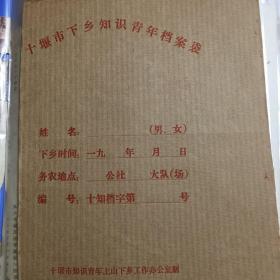 十堰市下乡知识青年档案袋
姓 名: (男、女)
下乡时间: 一九 年 月 日
务农地点: 公社 大队(场)
编 号: 十知档字第 号
十堰市知识青年上山下乡工作办公室制